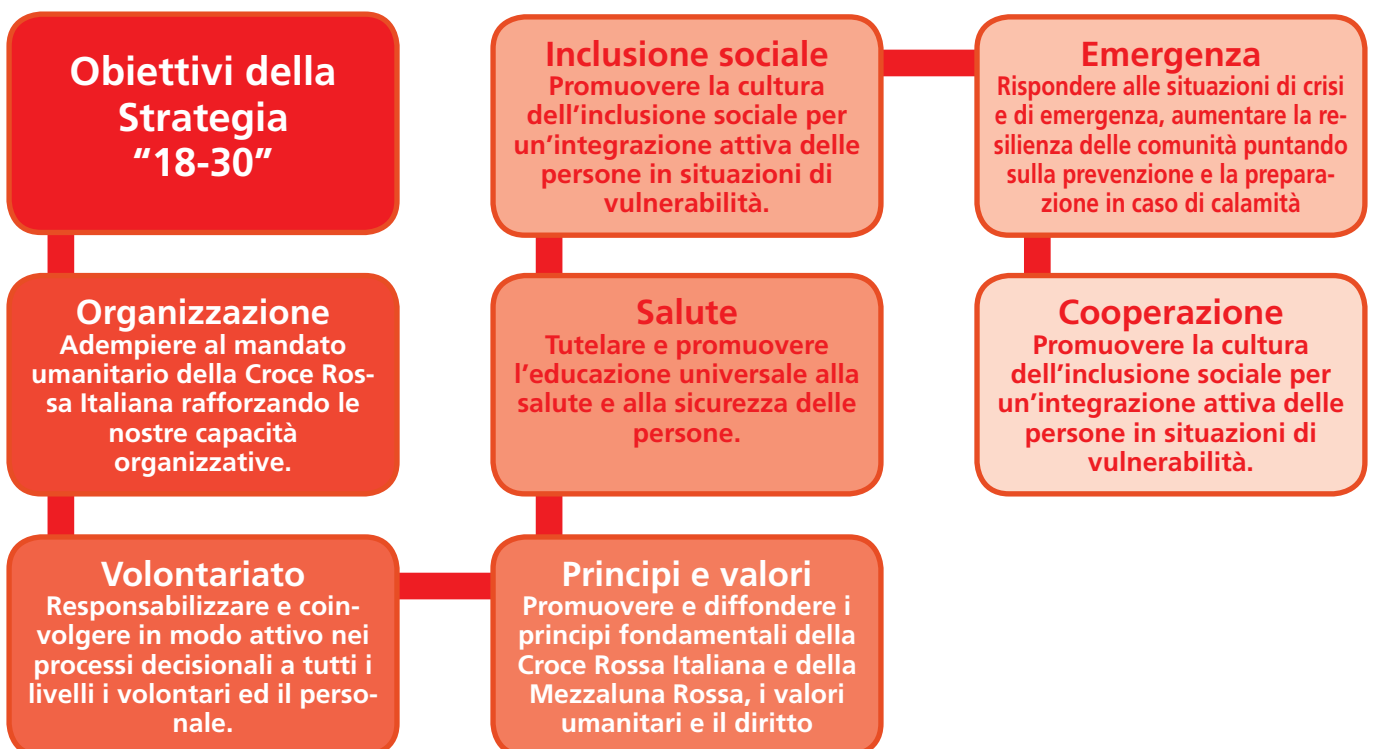 Obiettivi della
Strategia
“18-30”
Organizzazione
Adempiere al mandato
umanitario della Croce Ros-
sa Italiana rafforzando le
nostre capacità
organizzative.
Volontariato
Responsabilizzare e coin-
volgere in modo attivo nei
processi decisionali a tutti i
livelli i volontari ed il perso-
nale.
Principi e valori
Promuovere e diffondere i
principi fondamentali della
Croce Rossa Italiana e della
Mezzaluna Rossa, i valori
umanitari e il diritto
Salute
Tutelare e promuovere
l’educazione universale alla
salute e alla sicurezza delle
persone.
Inclusione sociale
Promuovere la cultura
dell’inclusione sociale per
un’integrazione attiva delle
persone in situazioni di
vulnerabilità.
Emergenza
Rispondere alle situazioni di crisi
e di emergenza, aumentare la re-
silienza delle comunità puntando
sulla prevenzione e la prepara-
zione in caso di calamità
Cooperazione
Promuovere la cultura
dell’inclusione sociale per
un’integrazione attiva delle
persone in situazioni di
vulnerabilità.